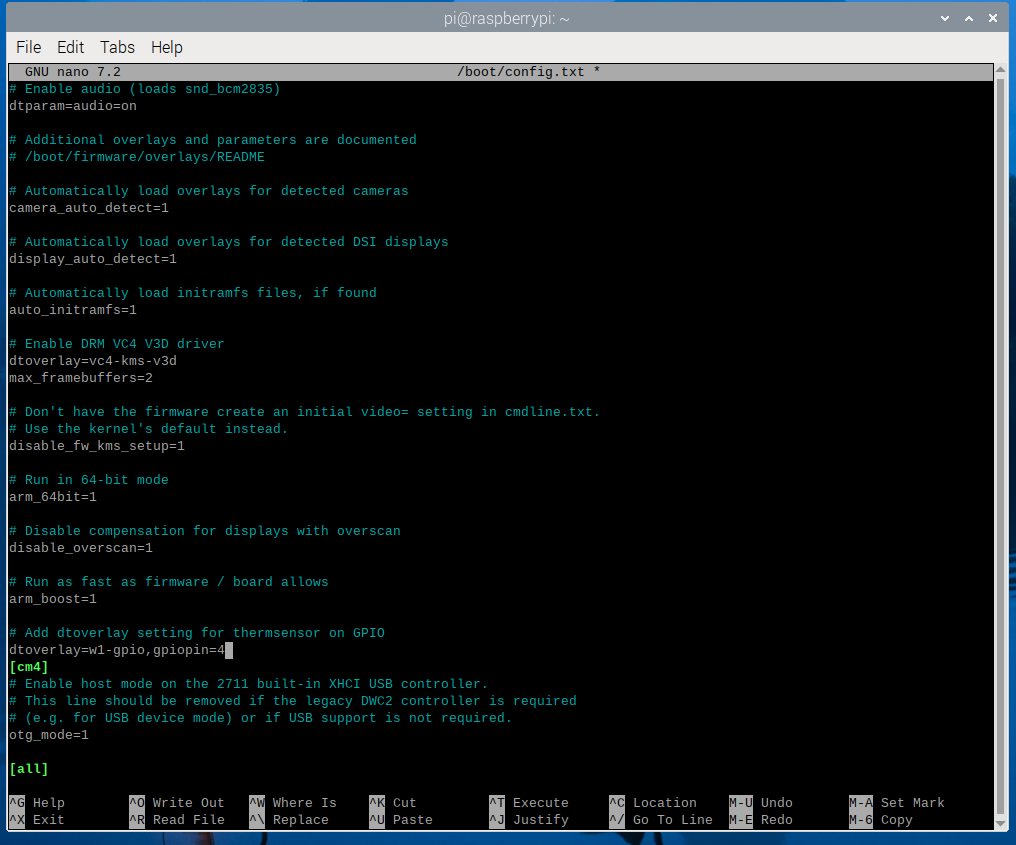 pi@raspberrypi: ~
File Edit Tabs Help
GNU nano 7.2 /boot/config.txt *
# Enable audio (loads snd_bcm2835)
dtparam=audio=on
# Additional overlays and parameters are documented
# /boot/firmware/overlays/README
# Automatically load overlays for detected cameras
camera_auto_detect=1
# Automatically load overlays for detected DSI displays
display_auto_detect=1
# Automatically load initramfs files, if found
auto_initramfs=1
# Enable DRM VC4 V3D driver
dtoverlay=vc4-kms-v3d
max_framebuffers=2
# Don't have the firmware create an initial video= setting in cmdline.txt.
# Use the kernel's default instead.
disable_fw_kms_setup=1
# Run in 64-bit mode
arm_64bit=1
# Disable compensation for displays with overscan
disable_overscan=1
# Run as fast as firmware / board allows
arm_boost=1
# Add dtoverlay setting for thermsensor on GPIO
dtoverlay=w1-gpio,gpiopin=4
[cm4]
# Enable host mode on the 2711 built-in XHCI USB controller.
# This line should be removed if the legacy DWC2 controller is required
# (e.g. for USB device mode) or if USB support is not required.
otg_mode=1
[all]
^G Help ^O Write Out ^W Where Is ^K Cut ^T Execute ^C Location M-U Undo M-A Set Mark
^X Exit ^R Read File ^\ Replace ^U Paste ^J Justify ^/ Go To Line M-E Redo M-6 Copy